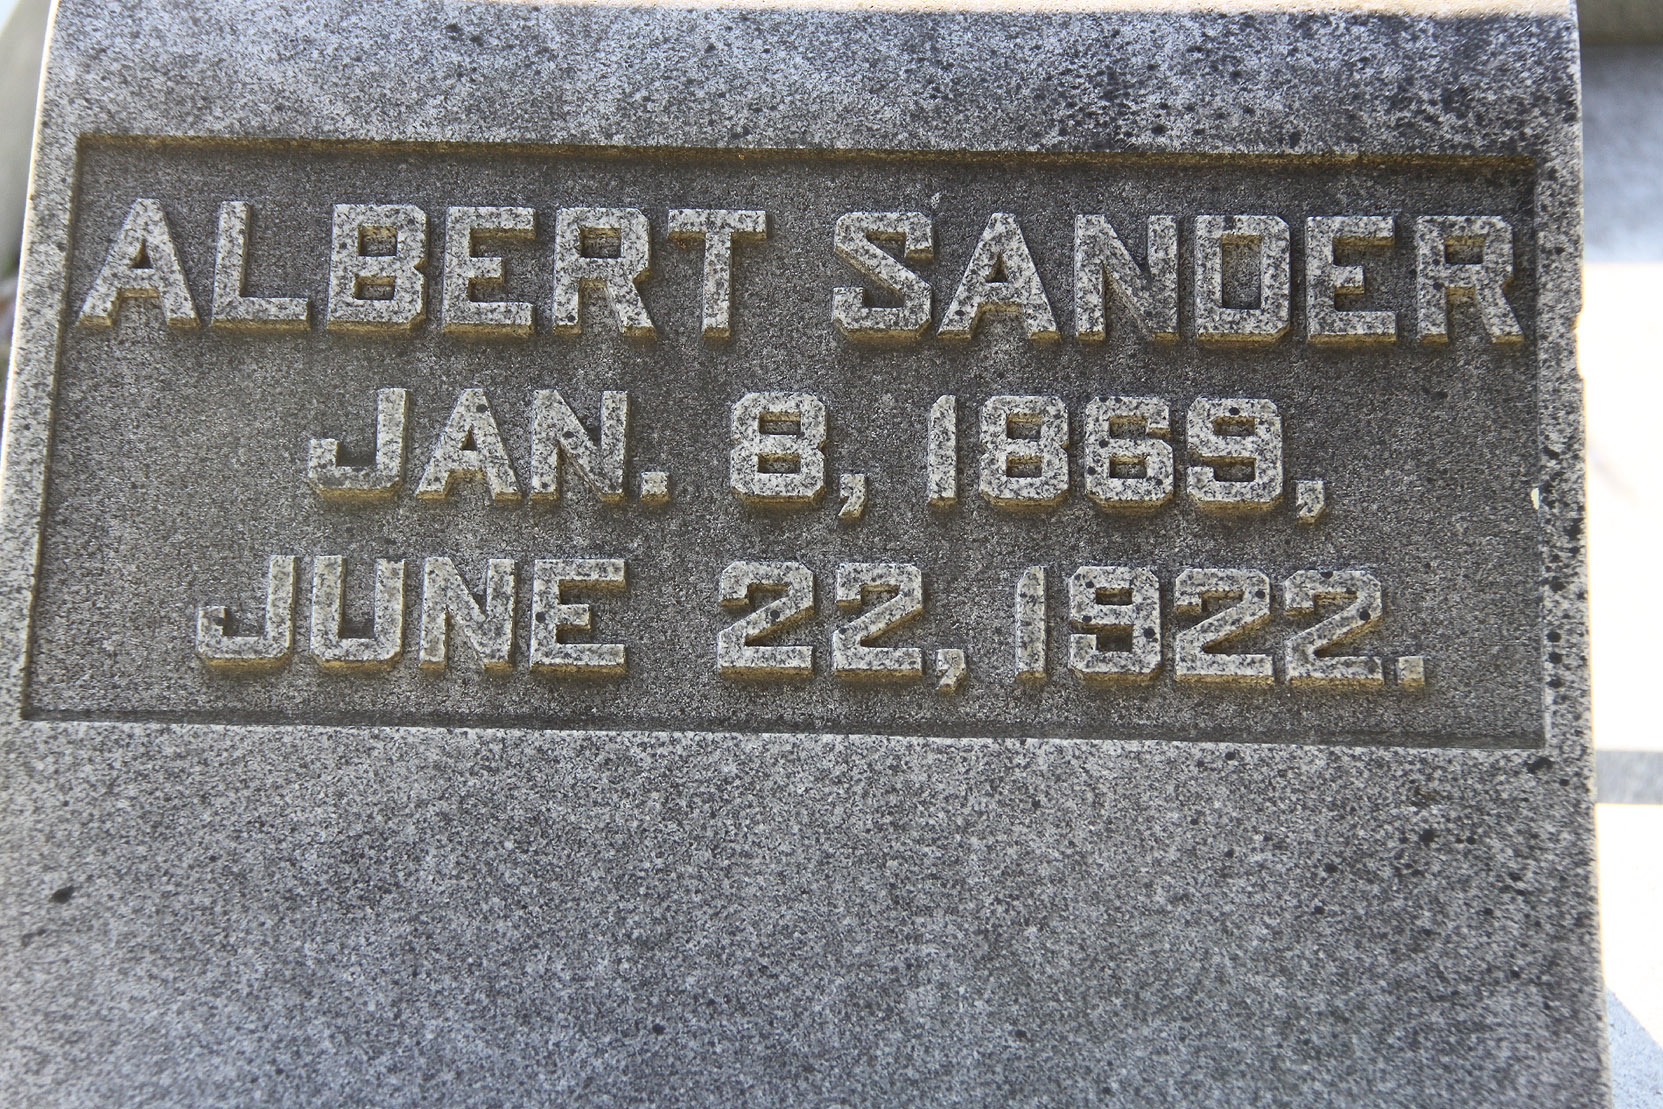 ALBERT SANDER
JAN. 8, 1869,
JUNE 22, 1922.